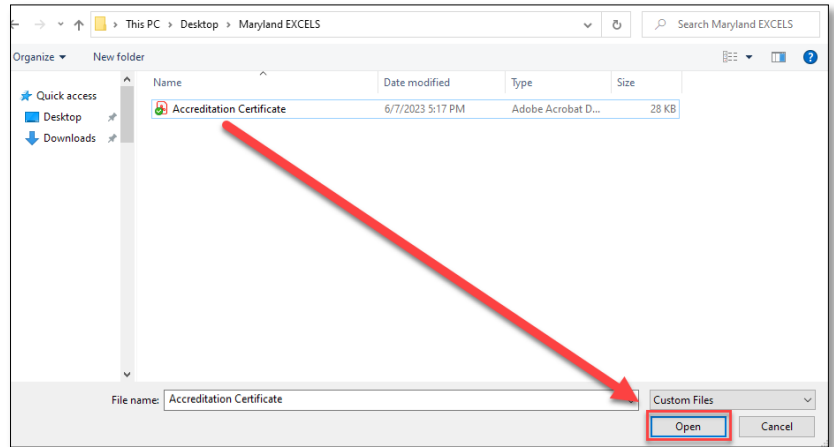 This PC > Desktop > Maryland EXCELS
Search Maryland EXCELS
Organize New folder
Name Date modified Type Size
Quick access
Accreditation Certificate 6/7/2023 5:17 PM Adobe Acrobat D... 28 KB
Desktop
Downloads
File name: Accreditation Certificate Custom Files
Open Cancel